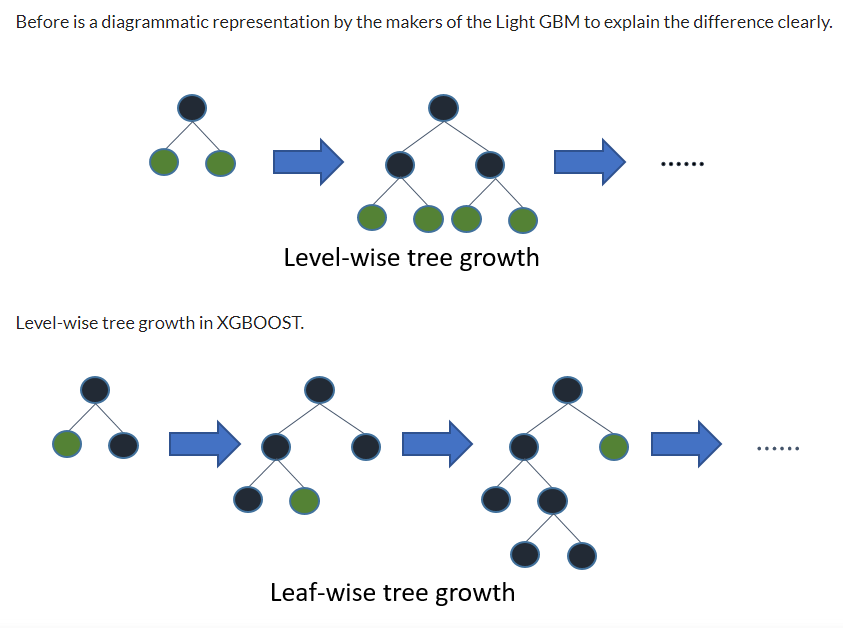 Before is a diagrammatic representation by the makers of the Light GBM to explain the difference clearly.
......
Level-wise tree growth
Level-wise tree growth in XGBOOST.
......
Leaf-wise tree growth